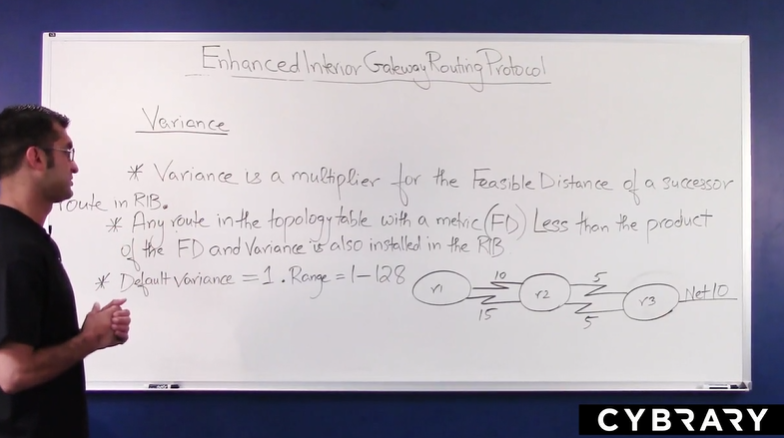 Enhanced Interior Gateway Routing Protocol
Variance
* Variance is a multiplier for the Feasible Distance of a successor
route in RIB.
* Any route in the topology table with a metric (FD) Less than the product
of the FD and Variance is also installed in the RIB
* Default Variance = 1. Range = 1-128
r1 10 15 r2 5 5 r3 Net 10
CYBRARY